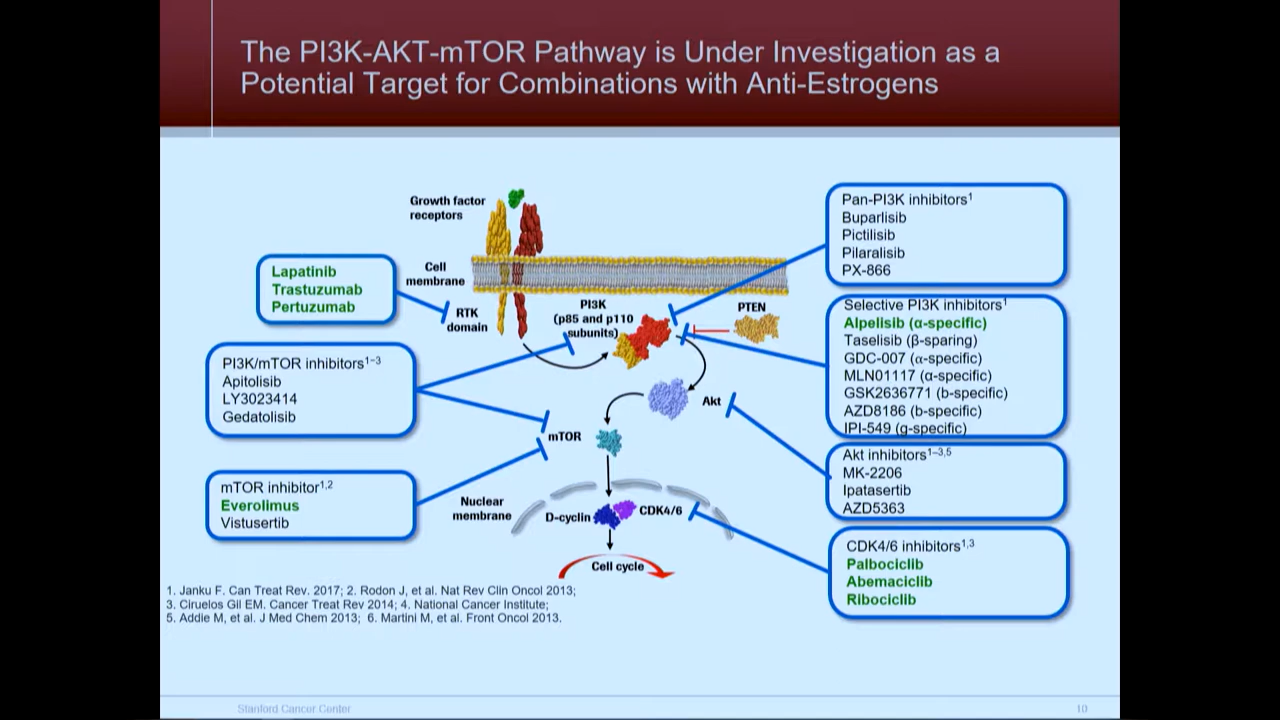 The PI3K-AKT-mTOR Pathway is Under Investigation as a
Potential Target for Combinations with Anti-Estrogens
Growth factor
receptors
Cell
membrane
RTK
domain
PI3K
(p85 and p110
subunits)
PTEN
Akt
mTOR
Nuclear
membrane
D-cyclin
CDK4/6
Cell cycle
Lapatinib
Trastuzumab
Pertuzumab
PI3K/mTOR inhibitors1–3
Apitolisib
LY3023414
Gedatolisib
mTOR inhibitor1,2
Everolimus
Vistusertib
Pan-PI3K inhibitors1
Buparlisib
Pictilisib
Pilaralisib
PX-866
Selective PI3K inhibitors1
Alpelisib (α-specific)
Taselisib (β-sparing)
GDC-007 (α-specific)
MLN01117 (α-specific)
GSK2636771 (b-specific)
AZD8186 (b-specific)
IPI-549 (g-specific)
Akt inhibitors1–3,5
MK-2206
Ipatasertib
AZD5363
CDK4/6 inhibitors1,3
Palbociclib
Abemaciclib
Ribociclib
1. Janku F. Can Treat Rev. 2017; 2. Rodon J, et al. Nat Rev Clin Oncol 2013;
3. Ciruelos Gil EM. Cancer Treat Rev 2014; 4. National Cancer Institute;
5. Addie M, et al. J Med Chem 2013; 6. Martini M, et al. Front Oncol 2013.
Stanford Cancer Center
10